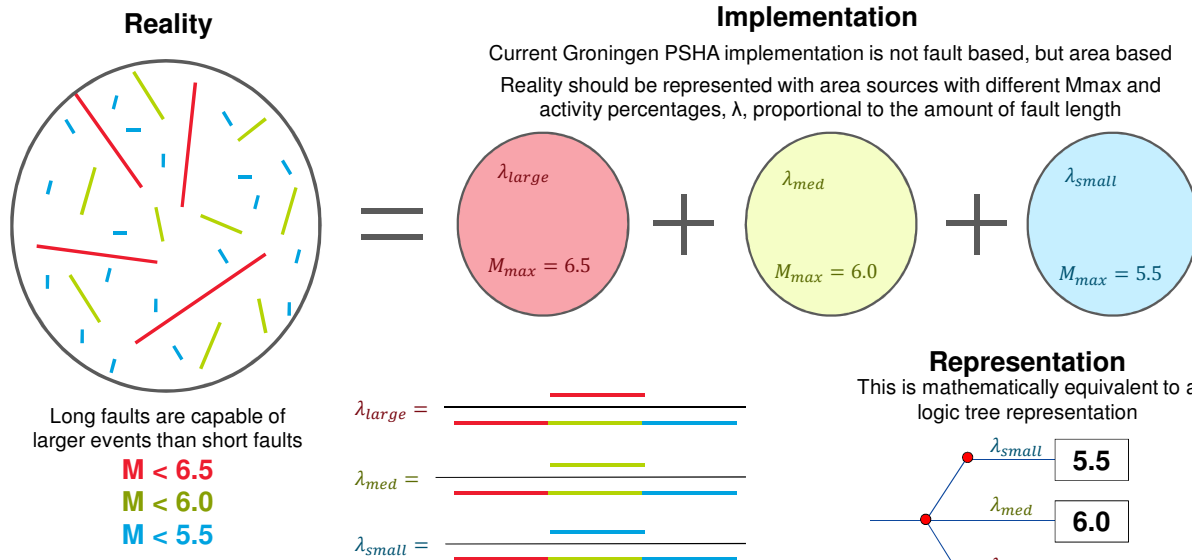 Reality
Implementation
Current Groningen PSHA implementation is not fault based, but area based
Reality should be represented with area sources with different Mmax and
activity percentages, λ, proportional to the amount of fault length
λlarge
Mmax = 6.5
λmed
Mmax = 6.0
λsmall
Mmax = 5.5
Long faults are capable of
larger events than short faults
M < 6.5
M < 6.0
M < 5.5
λlarge =
λmed =
λsmall =
Representation
This is mathematically equivalent to a
logic tree representation
λsmall
5.5
λmed
6.0